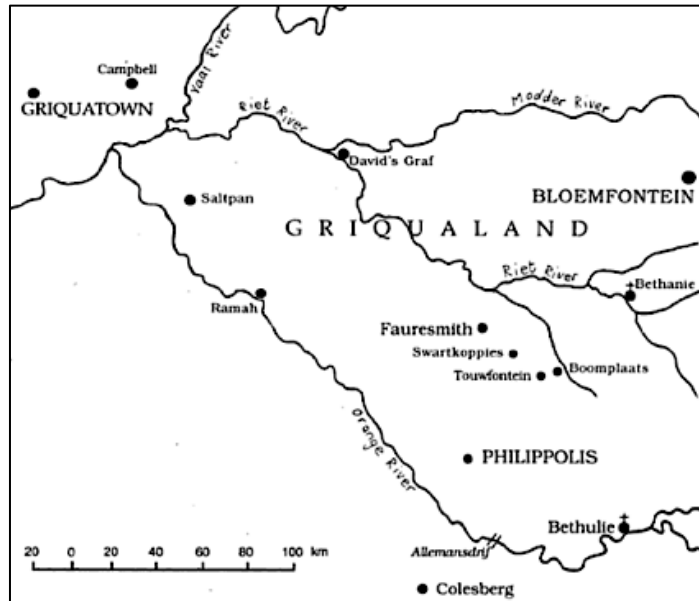 Campbell
GRIQUATOWN
Vaal River
Riet River
Modder River
David's Graf
BLOEMFONTEIN
Saltpan
GRIQUALAND
Riet River
Bethanie
Ramah
Fauresmith
Swartkoppies
Boomplaats
Touwfontein
Orange River
PHILIPPOLIS
Bethulie
Allemansdrif
20 0 20 40 60 80 100 km
Colesberg